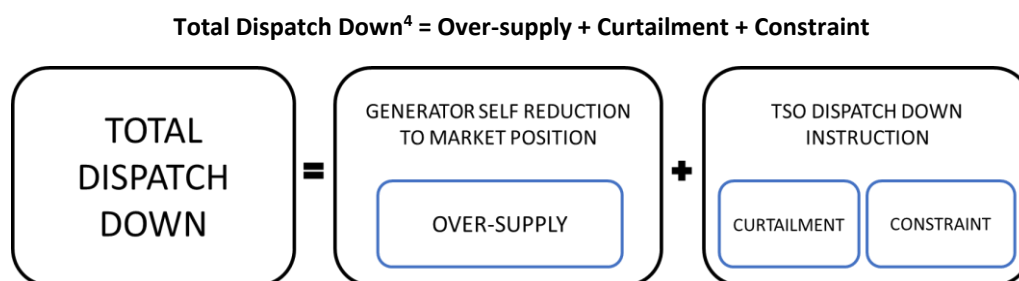 Total Dispatch Down⁴ = Over-supply + Curtailment + Constraint
TOTAL
DISPATCH
DOWN
=
GENERATOR SELF REDUCTION
TO MARKET POSITION
OVER-SUPPLY
+
TSO DISPATCH DOWN
INSTRUCTION
CURTAILMENT
CONSTRAINT